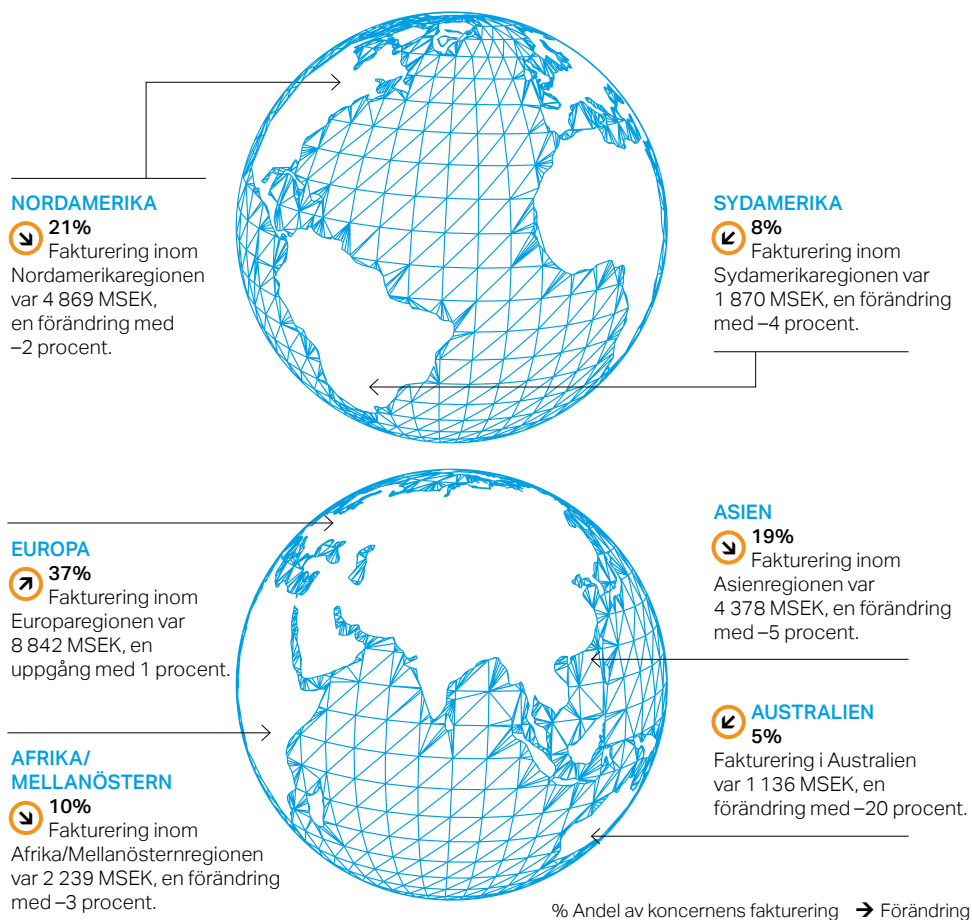 NORDAMERIKA
21%
Fakturering inom
Nordamerikaregionen
var 4 869 MSEK,
en förändring med
–2 procent.
SYDAMERIKA
8%
Fakturering inom
Sydamerikaregionen var
1 870 MSEK, en förändring
med –4 procent.
EUROPA
37%
Fakturering inom
Europaregionen var
8 842 MSEK, en
uppgång med 1 procent.
ASIEN
19%
Fakturering inom
Asienregionen var
4 378 MSEK, en förändring
med –5 procent.
AFRIKA/
MELLANÖSTERN
10%
Fakturering inom
Afrika/Mellanösternregionen
var 2 239 MSEK, en förändring
med –3 procent.
AUSTRALIEN
5%
Fakturering i Australien
var 1 136 MSEK, en
förändring med –20 procent.
% Andel av koncernens fakturering → Förändring